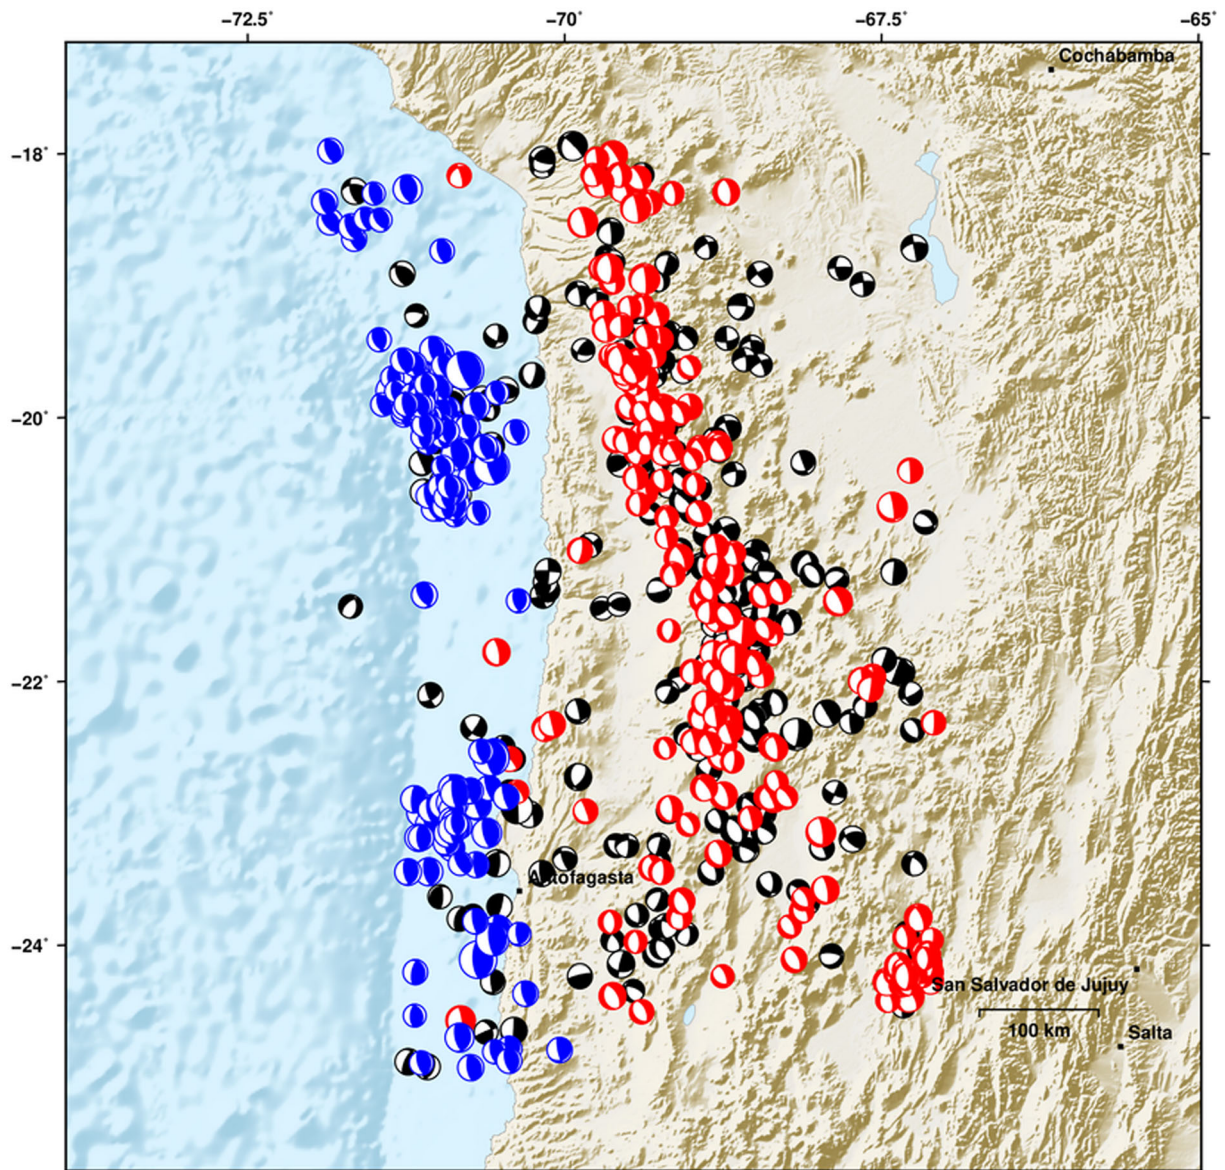 −72.5˚ −70˚ −67.5˚ −65˚
Cochabamba
−18˚
−20˚
−22˚
Antofagasta
−24˚
San Salvador de Jujuy
100 km
Salta